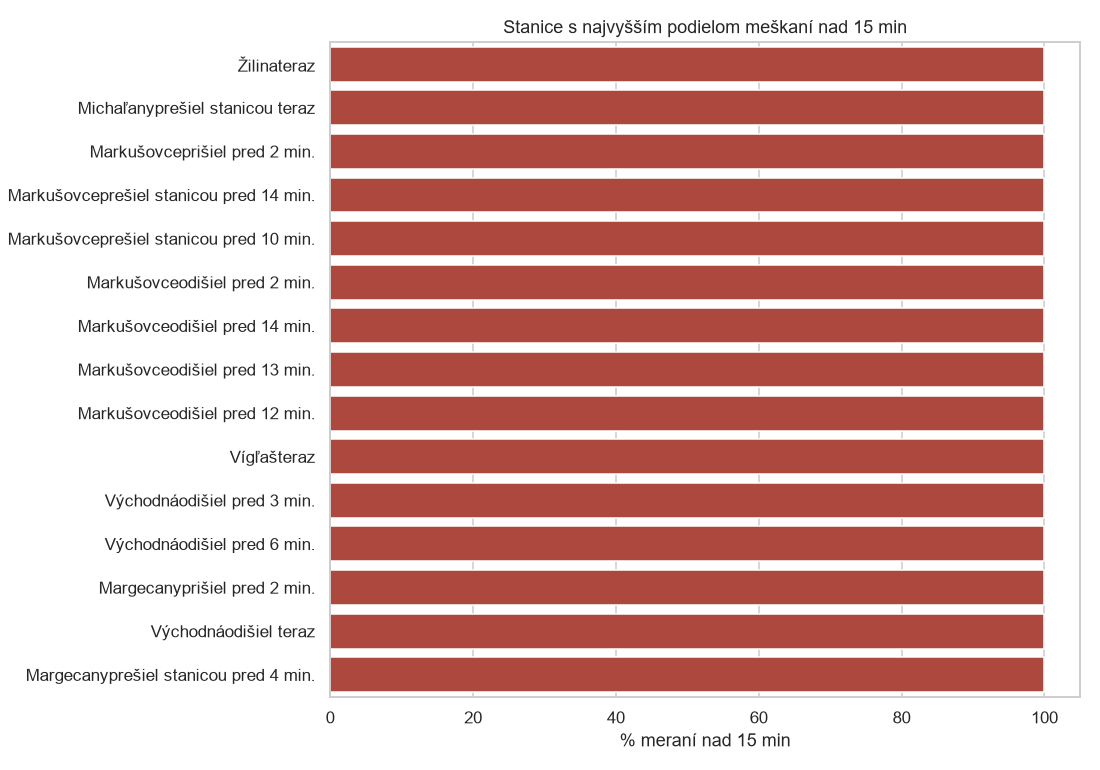 Stanice s najvyšším podielom meškaní nad 15 min
Žilinateraz
Michaľanyprešiel stanicou teraz
Markušovceprišiel pred 2 min.
Markušovceprešiel stanicou pred 14 min.
Markušovceprešiel stanicou pred 10 min.
Markušovceodišiel pred 2 min.
Markušovceodišiel pred 14 min.
Markušovceodišiel pred 13 min.
Markušovceodišiel pred 12 min.
Vígľašteraz
Východnáodišiel pred 3 min.
Východnáodišiel pred 6 min.
Margecanyprišiel pred 2 min.
Východnáodišiel teraz
Margecanyprešiel stanicou pred 4 min.
0 20 40 60 80 100
% meraní nad 15 min